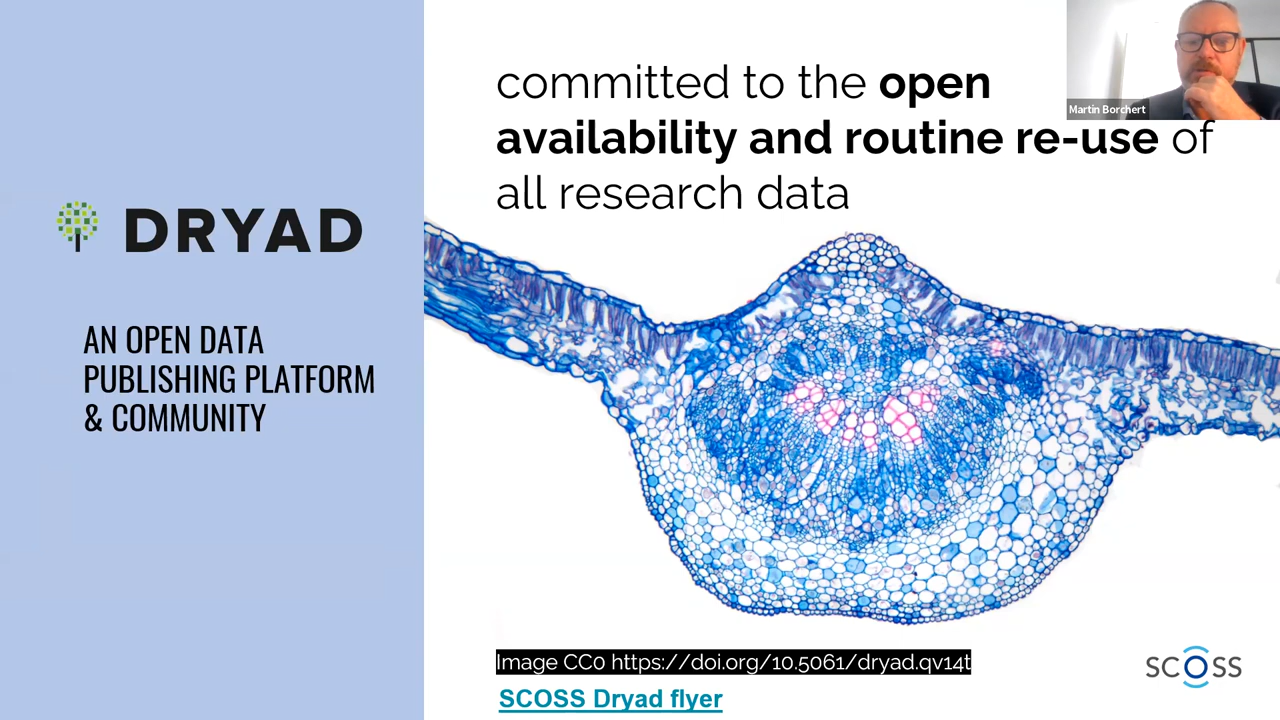 DRYAD
AN OPEN DATA
PUBLISHING PLATFORM
& COMMUNITY
committed to the open
availability and routine re-use of
all research data
Martin Borchert
Image CC0 https://doi.org/10.5061/dryad.qv14t
SCOSS Dryad flyer
SCOSS